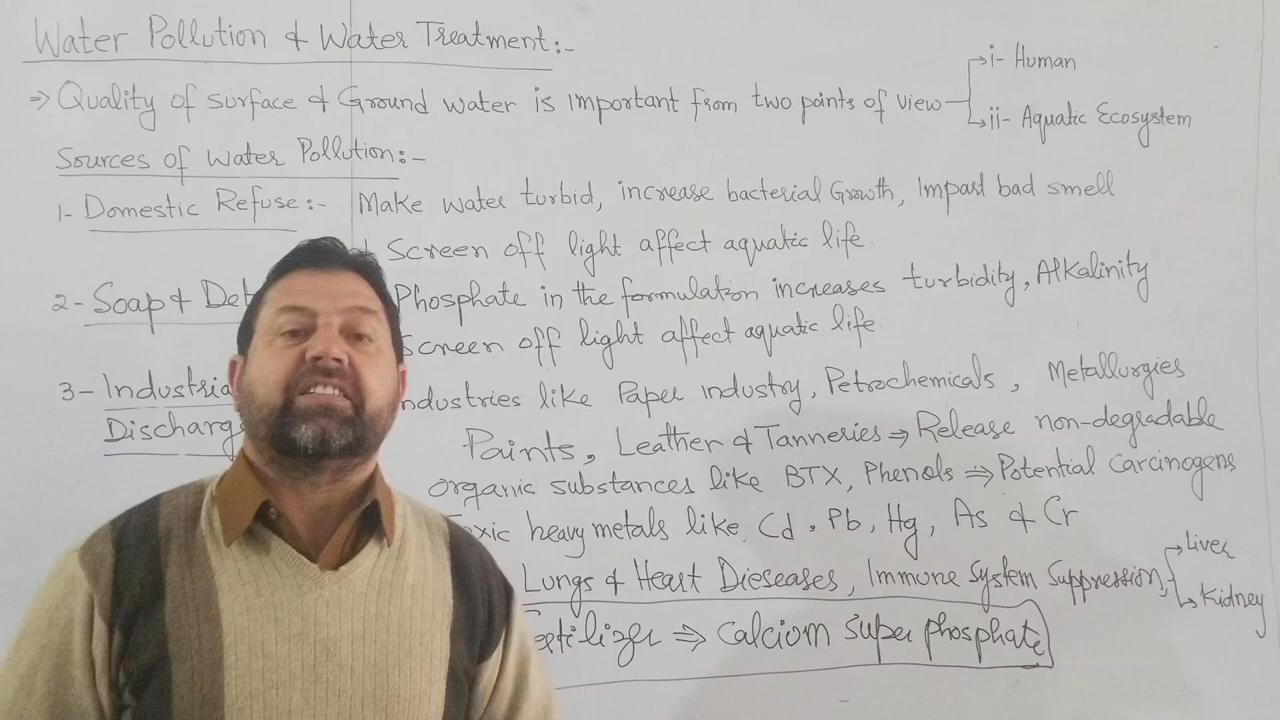 Water Pollution & Water Treatment:-
⇒ Quality of surface & Ground water is important from two points of view
i- Human
ii- Aquatic Ecosystem
Sources of Water Pollution:-
1- Domestic Refuse:- Make water turbid, increase bacterial Growth, Impart bad smell
Screen off light affect aquatic life.
2- Soap & Det Phosphate in the formulation increases turbidity, Alkalinity
Screen off light affect aquatic life.
3- Industria ndustries like Paper industry, Petrochemicals, Metallurgies
Discharg Paints, Leather & Tanneries ⇒ Release non-degradable
organic substances like BTX, Phenols ⇒ Potential Carcinogens
xic heavy metals like Cd, Pb, Hg, As & Cr
Lungs & Heart Dieseases, Immune System Suppression,
Liver
Kidney
ertilizer ⇒ Calciom super phosphate